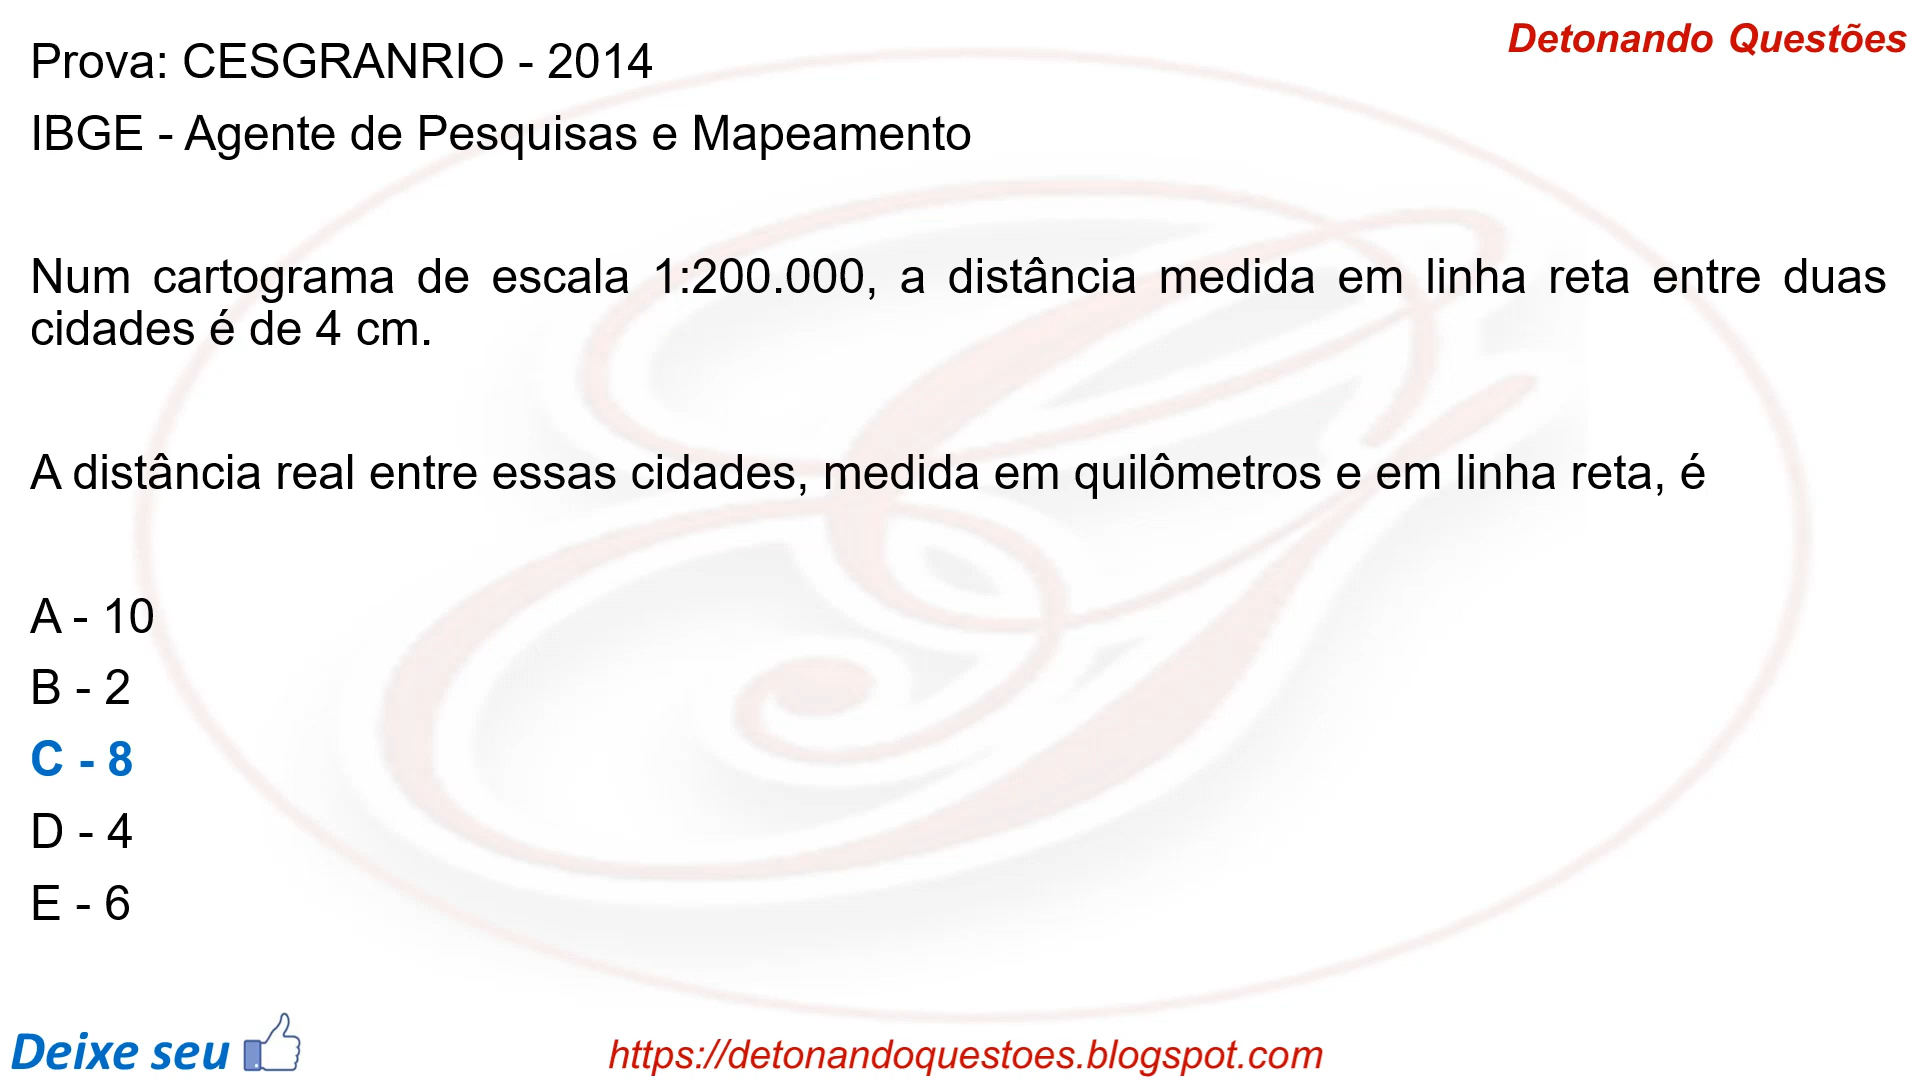 Detonando Questões
Prova: CESGRANRIO - 2014
IBGE - Agente de Pesquisas e Mapeamento
Num cartograma de escala 1:200.000, a distância medida em linha reta entre duas
cidades é de 4 cm.
A distância real entre essas cidades, medida em quilômetros e em linha reta, é
A - 10
B - 2
C - 8
D - 4
E - 6
Deixe seu
https://detonandoquestoes.blogspot.com